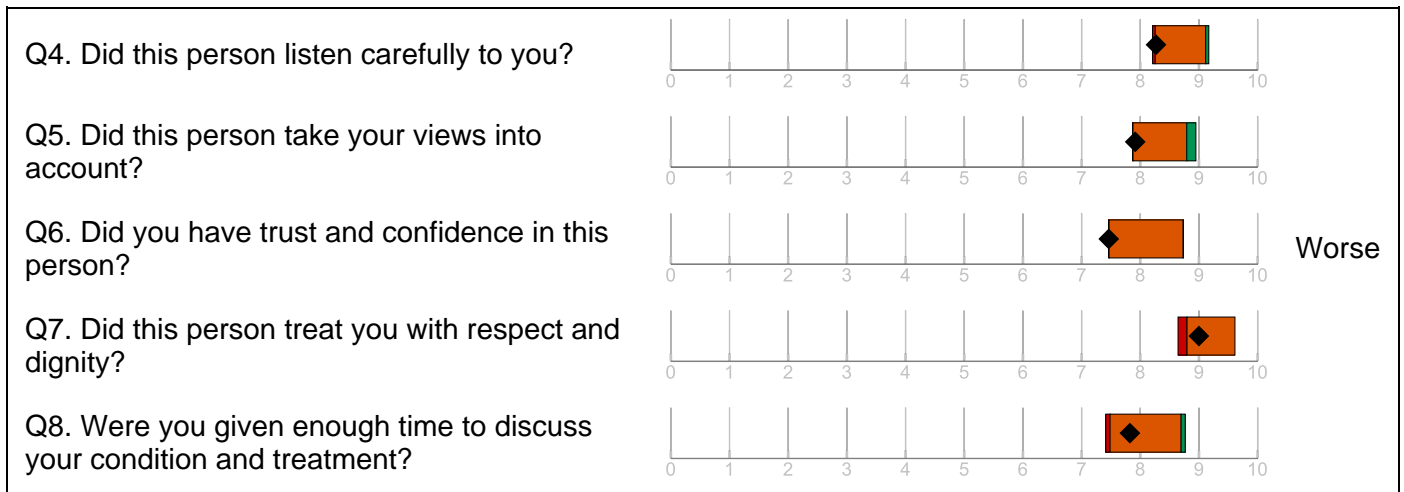 Q4. Did this person listen carefully to you?
0 1 2 3 4 5 6 7 8 9 10
Q5. Did this person take your views into
account?
0 1 2 3 4 5 6 7 8 9 10
Q6. Did you have trust and confidence in this
person?
Worse
0 1 2 3 4 5 6 7 8 9 10
Q7. Did this person treat you with respect and
dignity?
0 1 2 3 4 5 6 7 8 9 10
Q8. Were you given enough time to discuss
your condition and treatment?
0 1 2 3 4 5 6 7 8 9 10